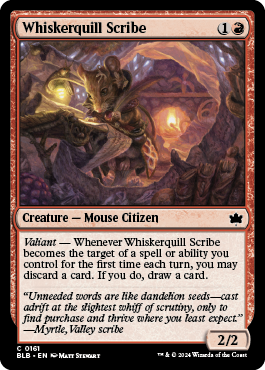 Whiskerquill Scribe 1
Creature — Mouse Citizen
Valiant — Whenever Whiskerquill Scribe
becomes the target of a spell or ability you
control for the first time each turn, you may
discard a card. If you do, draw a card.
“Unneeded words are like dandelion seeds—cast
adrift at the slightest whiff of scrutiny, only to
find purchase and thrive where you least expect.”
—Myrtle, Valley scribe
2/2
C 0161
BLB • EN Matt Stewart
™ & © 2024 Wizards of the Coast